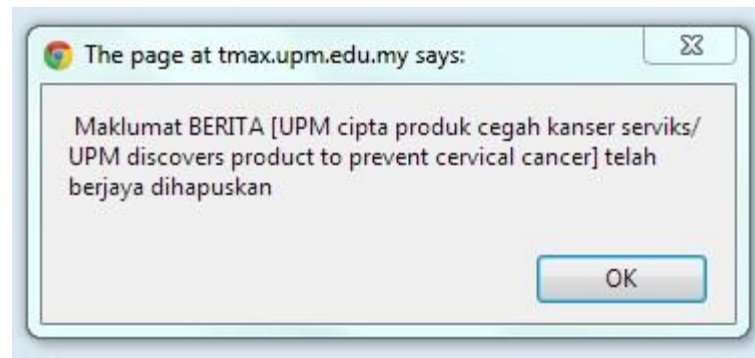 The page at tmax.upm.edu.my says:
Maklumat BERITA [UPM cipta produk cegah kanser serviks/
UPM discovers product to prevent cervical cancer] telah
berjaya dihapuskan
OK